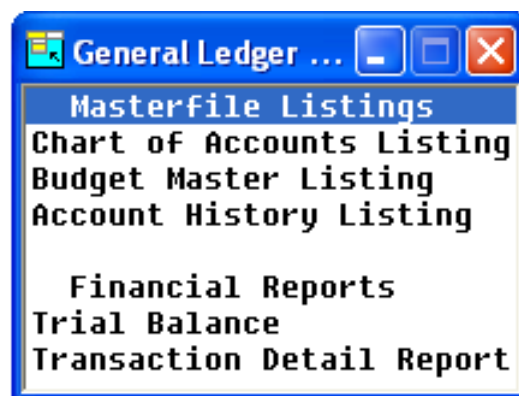 General Ledger ...
Masterfile Listings
Chart of Accounts Listing
Budget Master Listing
Account History Listing
Financial Reports
Trial Balance
Transaction Detail Report